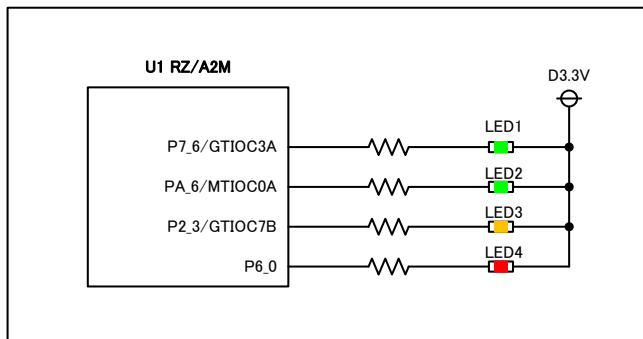 U1 RZ/A2M
D3.3V
P7_6/GTIOC3A
LED1
PA_6/MTIOC0A
LED2
P2_3/GTIOC7B
LED3
P6_0
LED4